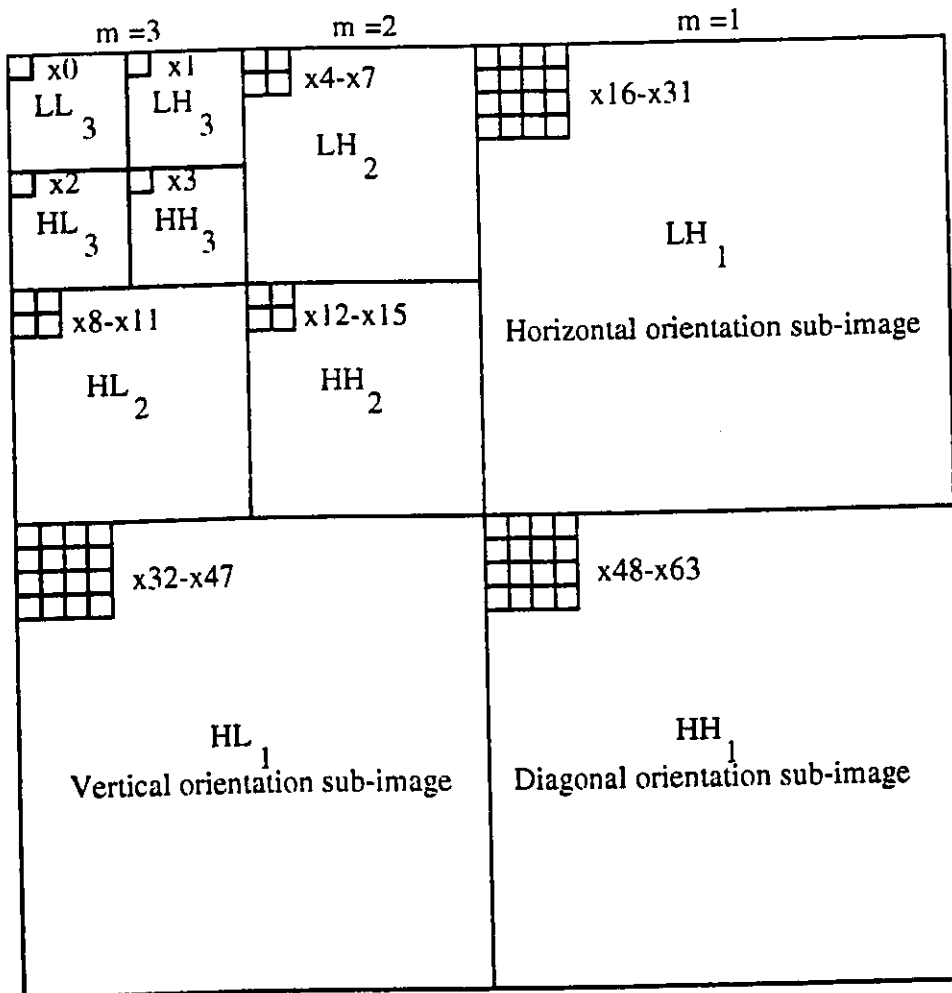 m =3
m =2
m =1
x0
x1
x4-x7
x16-x31
LL 3
LH 3
LH 2
x2
x3
HL 3
HH 3
LH 1
x8-x11
x12-x15
Horizontal orientation sub-image
HL 2
HH 2
x32-x47
x48-x63
HL 1
HH 1
Vertical orientation sub-image
Diagonal orientation sub-image